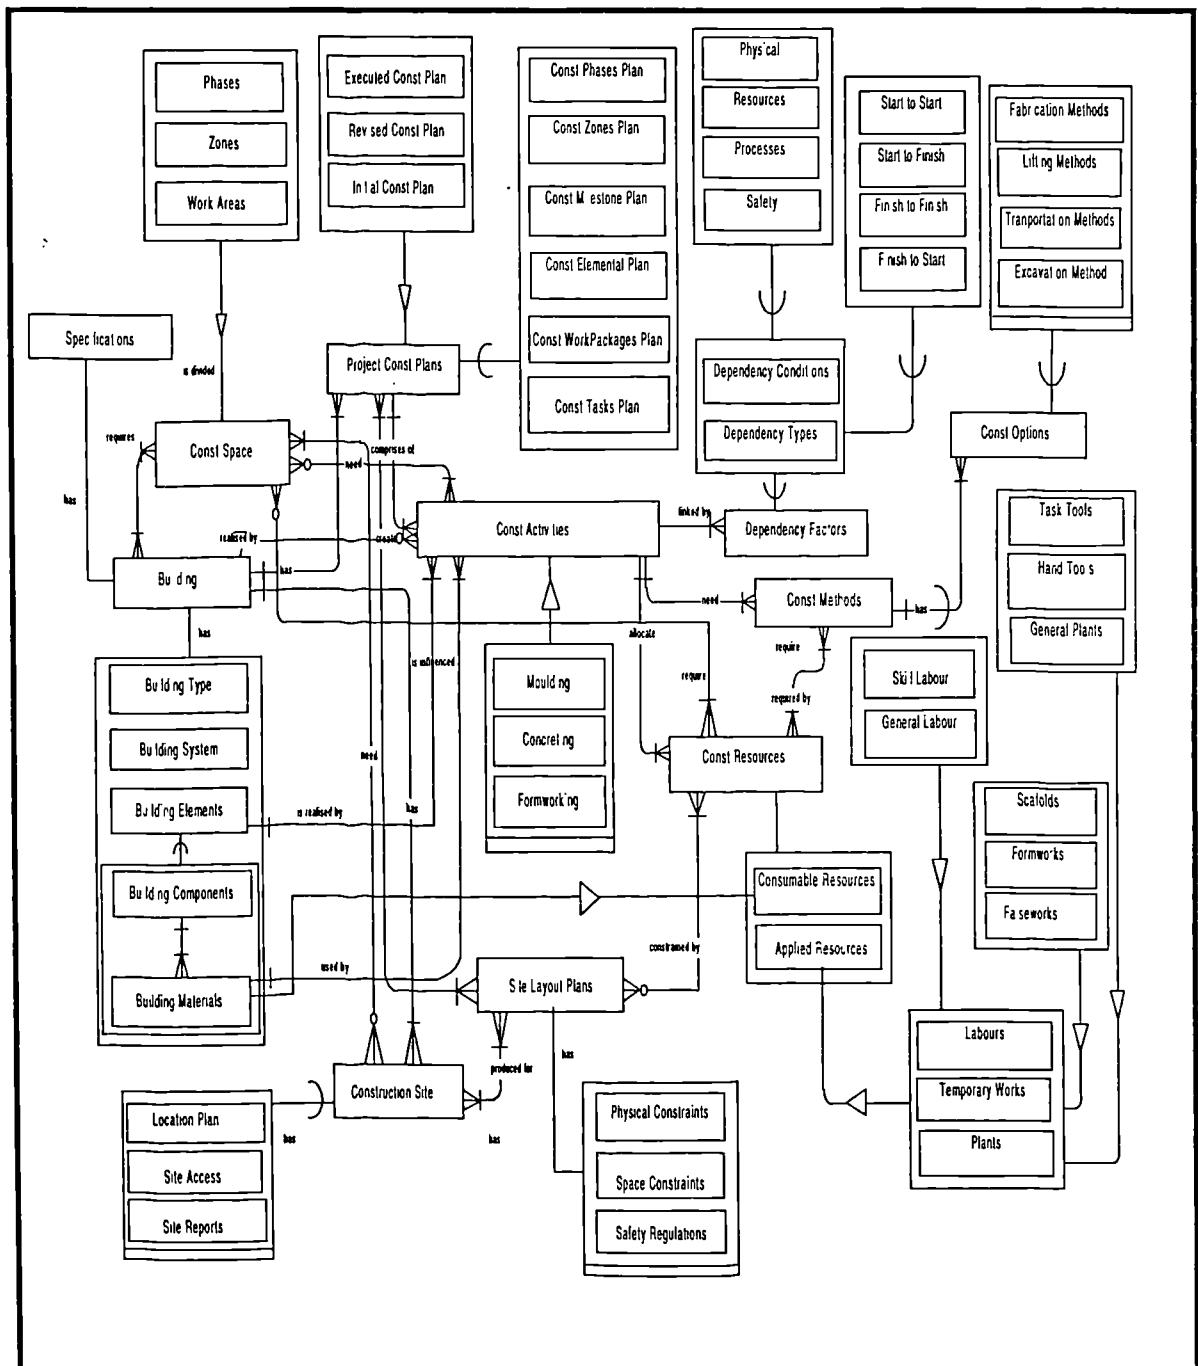 Phases
Zones
Work Areas
Executed Const Plan
Revised Const Plan
Initial Const Plan
Const Phases Plan
Const Zones Plan
Const Milestone Plan
Const Elemental Plan
Const WorkPackages Plan
Const Tasks Plan
Physical
Resources
Processes
Safety
Start to Start
Start to Finish
Finish to Finish
Finish to Start
Fabrication Methods
Lifting Methods
Tranportation Methods
Excavation Method
Specifications
is divided
Project Const Plans
Dependency Conditions
Dependency Types
Const Options
requires
Const Space
need
comprises of
has
realised by
create
Const Activities
linked by
Dependency Factors
Task Tools
Hand Tools
General Plants
Building
has
need
Const Methods
has
has
allocate
require
is influenced
Building Type
Building System
Building Elements
Building Components
Building Materials
Moulding
Concreting
Formworking
require
required by
Skill Labour
General Labour
Const Resources
need
has
is realised by
Scafolds
Formworks
Falseworks
Consumable Resources
Applied Resources
used by
constrained by
Site Layout Plans
produced for
has
Construction Site
has
has
Location Plan
Site Access
Site Reports
Physical Constraints
Space Constraints
Safety Regulations
Labours
Temporary Works
Plants